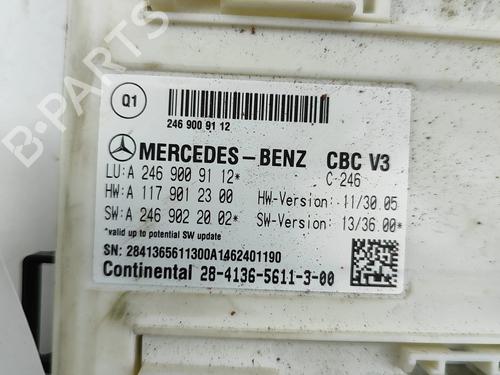 Q1
246 900 91 12
MERCEDES-BENZ CBC V3
C-246
LU: A 246 900 91 12*
HW: A 117 901 23 00 HW-Version: 11/30.05
SW: A 246 902 20 02* SW-Version: 13/36.00*
*valid up to potential SW update
SN: 2841365611300A1462401190
Continental 28-4136-5611-3-00
B-PARTS